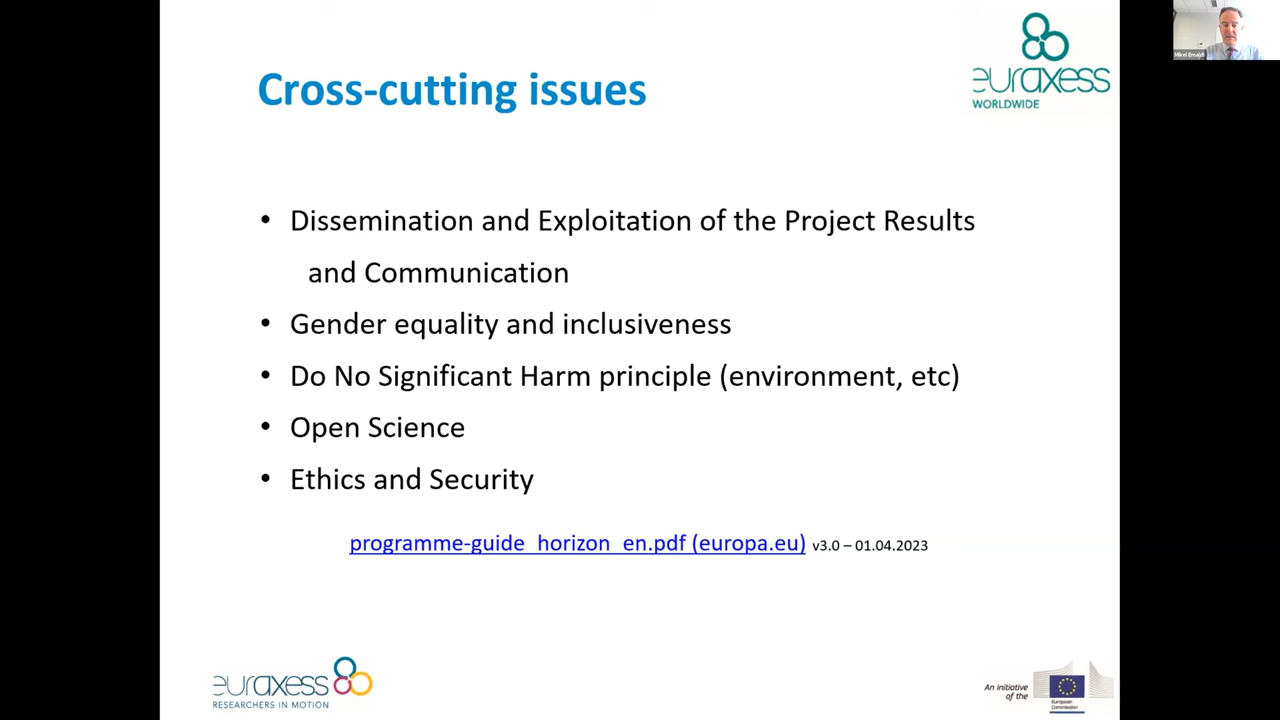 Cross-cutting issues
euraxess
WORLDWIDE
Mikel Emaldi
• Dissemination and Exploitation of the Project Results
and Communication
• Gender equality and inclusiveness
• Do No Significant Harm principle (environment, etc)
• Open Science
• Ethics and Security
programme-guide_horizon_en.pdf (europa.eu) v3.0 – 01.04.2023
euraxess
RESEARCHERS IN MOTION
An initiative
of the
European
Commission